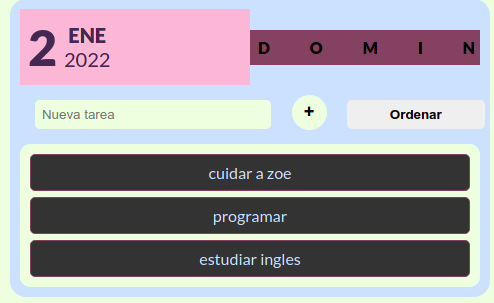 2 ENE
2022
D O M I N
Nueva tarea + Ordenar
cuidar a zoe
programar
estudiar ingles